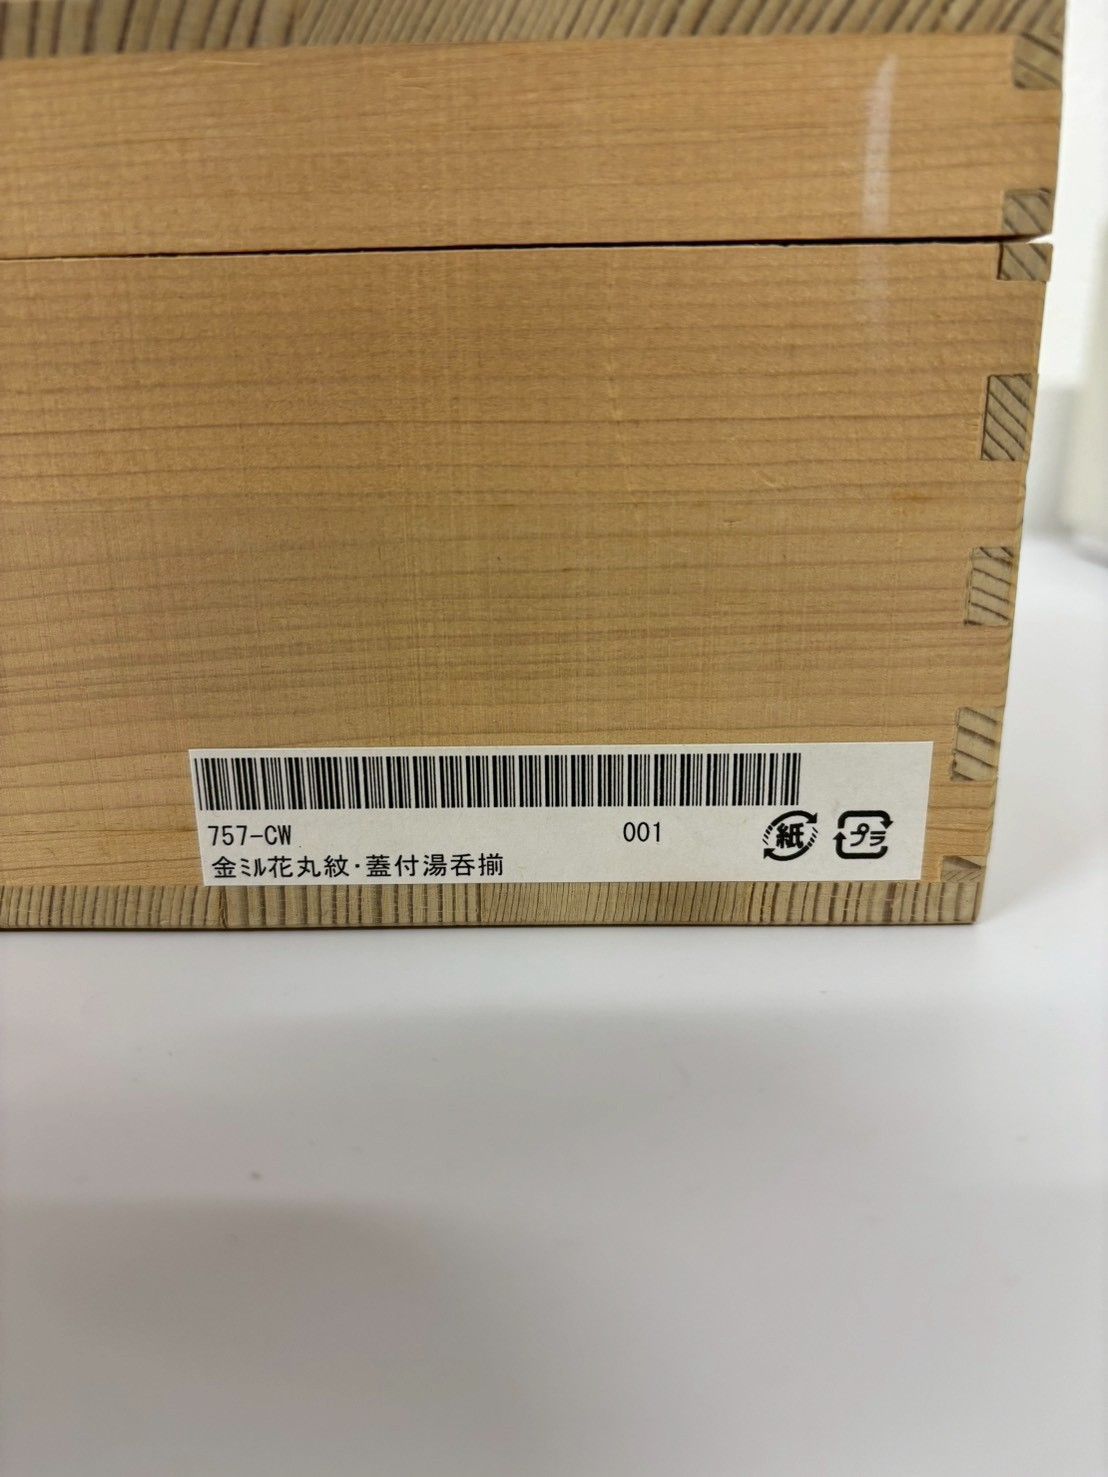 757-CW 001
金ﾐﾙ花丸紋･蓋付湯呑揃
紙
プラ